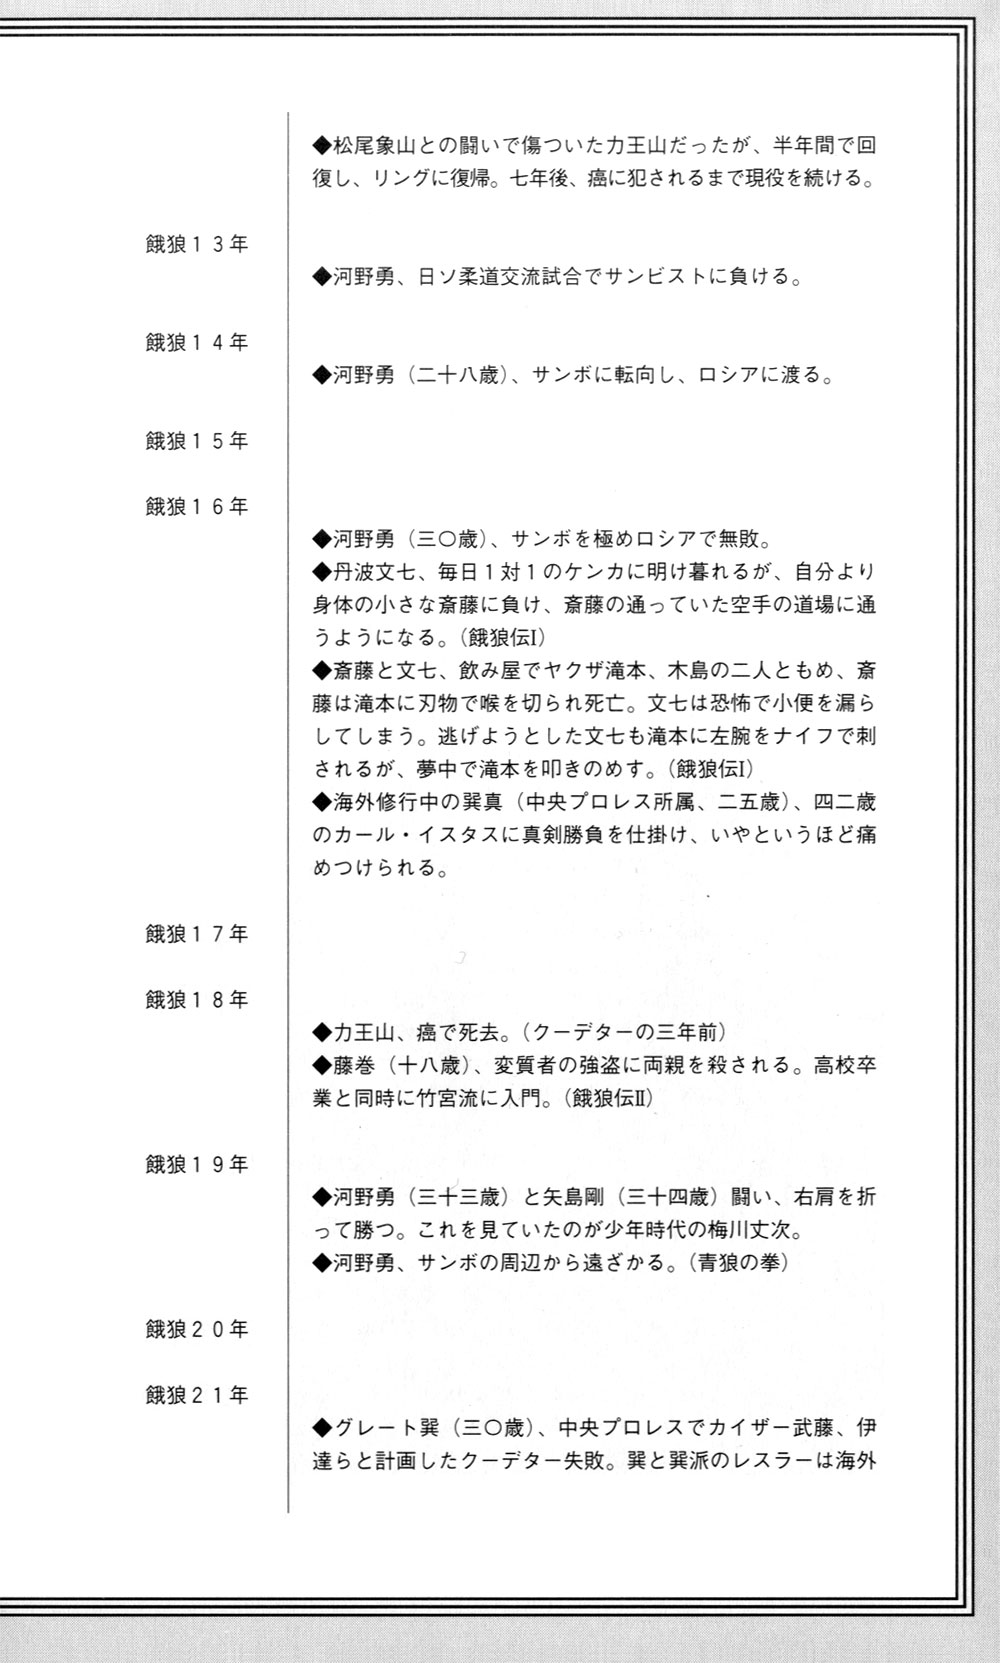 ◆松尾象山との闘いで傷ついた力王山だったが、半年間で回
復し、リングに復帰。七年後、癌に犯されるまで現役を続ける。
餓狼１３年
◆河野勇、日ソ柔道交流試合でサンビストに負ける。
餓狼１４年
◆河野勇（二十八歳）、サンボに転向し、ロシアに渡る。
餓狼１５年
餓狼１６年
◆河野勇（三〇歳）、サンボを極めロシアで無敗。
◆丹波文七、毎日１対１のケンカに明け暮れるが、自分より
身体の小さな斎藤に負け、斎藤の通っていた空手の道場に通
うようになる。（餓狼伝Ⅰ）
◆斎藤と文七、飲み屋でヤクザ滝本、木島の二人ともめ、斎
藤は滝本に刃物で喉を切られ死亡。文七は恐怖で小便を漏ら
してしまう。逃げようとした文七も滝本に左腕をナイフで刺
されるが、夢中で滝本を叩きのめす。（餓狼伝Ⅰ）
◆海外修行中の巽真（中央プロレス所属、二五歳）、四二歳
のカール・イスタスに真剣勝負を仕掛け、いやというほど痛
めつけられる。
餓狼１７年
餓狼１８年
◆力王山、癌で死去。（クーデターの三年前）
◆藤巻（十八歳）、変質者の強盗に両親を殺される。高校卒
業と同時に竹宮流に入門。（餓狼伝Ⅱ）
餓狼１９年
◆河野勇（三十三歳）と矢島剛（三十四歳）闘い、右肩を折
って勝つ。これを見ていたのが少年時代の梅川丈次。
◆河野勇、サンボの周辺から遠ざかる。（青狼の拳）
餓狼２０年
餓狼２１年
◆グレート巽（三〇歳）、中央プロレスでカイザー武藤、伊
達らと計画したクーデター失敗。巽と巽派のレスラーは海外